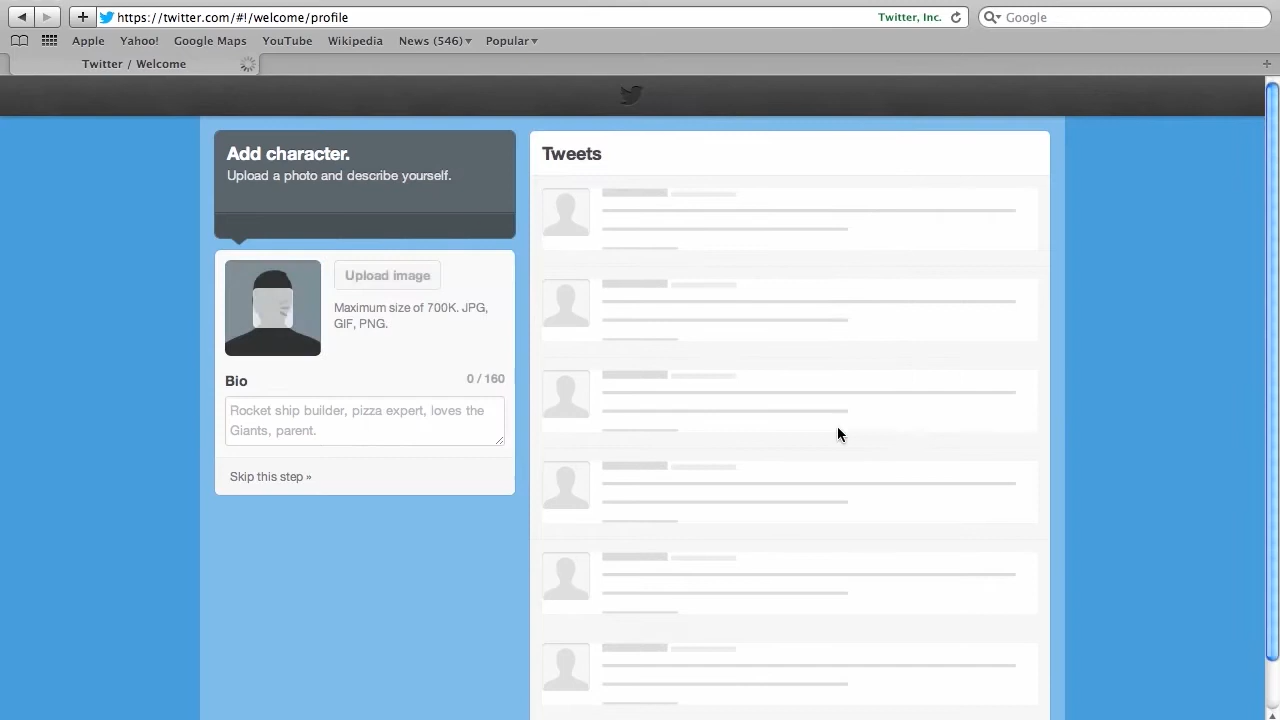 https://twitter.com/#!/welcome/profile
Twitter, Inc.
Google
Apple
Yahoo!
Google Maps
YouTube
Wikipedia
News (546)
Popular
Twitter / Welcome
Add character.
Upload a photo and describe yourself.
Tweets
Upload image
Maximum size of 700K. JPG,
GIF, PNG.
Bio
0 / 160
Rocket ship builder, pizza expert, loves the
Giants, parent.
Skip this step »